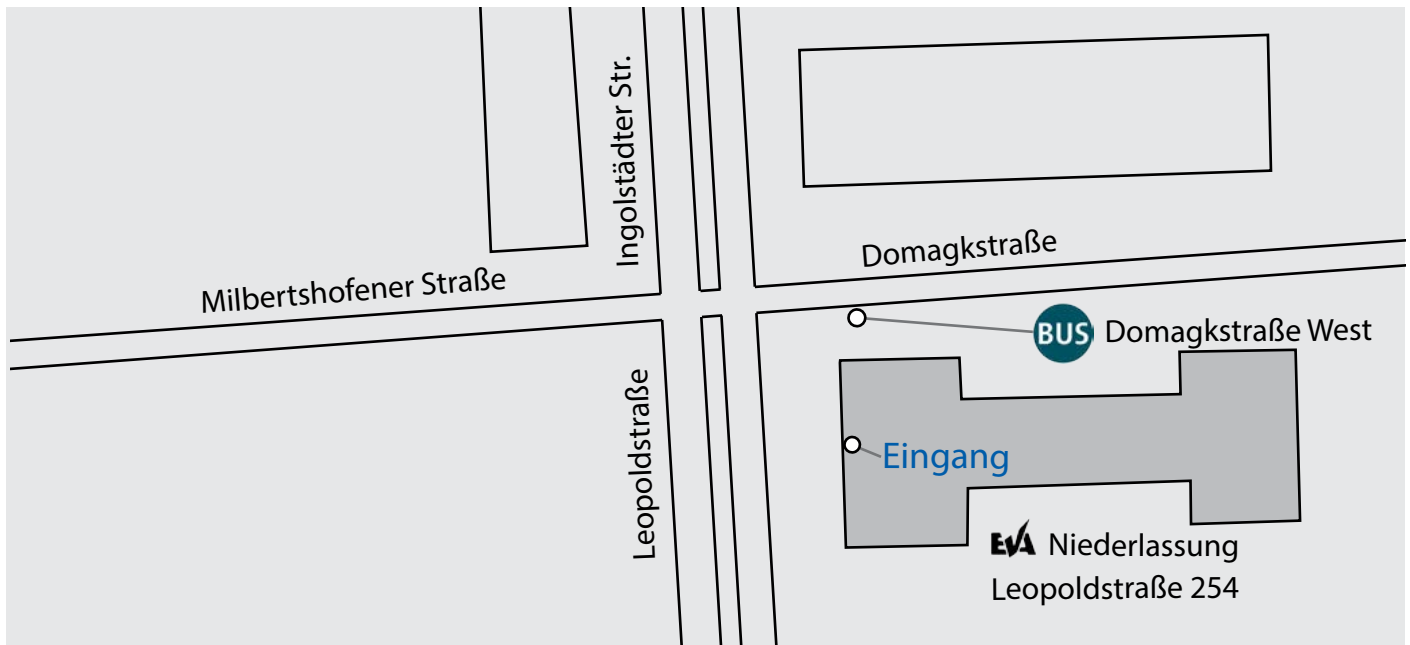 Ingolstädter Str.
Domagkstraße
Milbertshofener Straße
BUS Domagkstraße West
Leopoldstraße
Eingang
EVA Niederlassung
Leopoldstraße 254